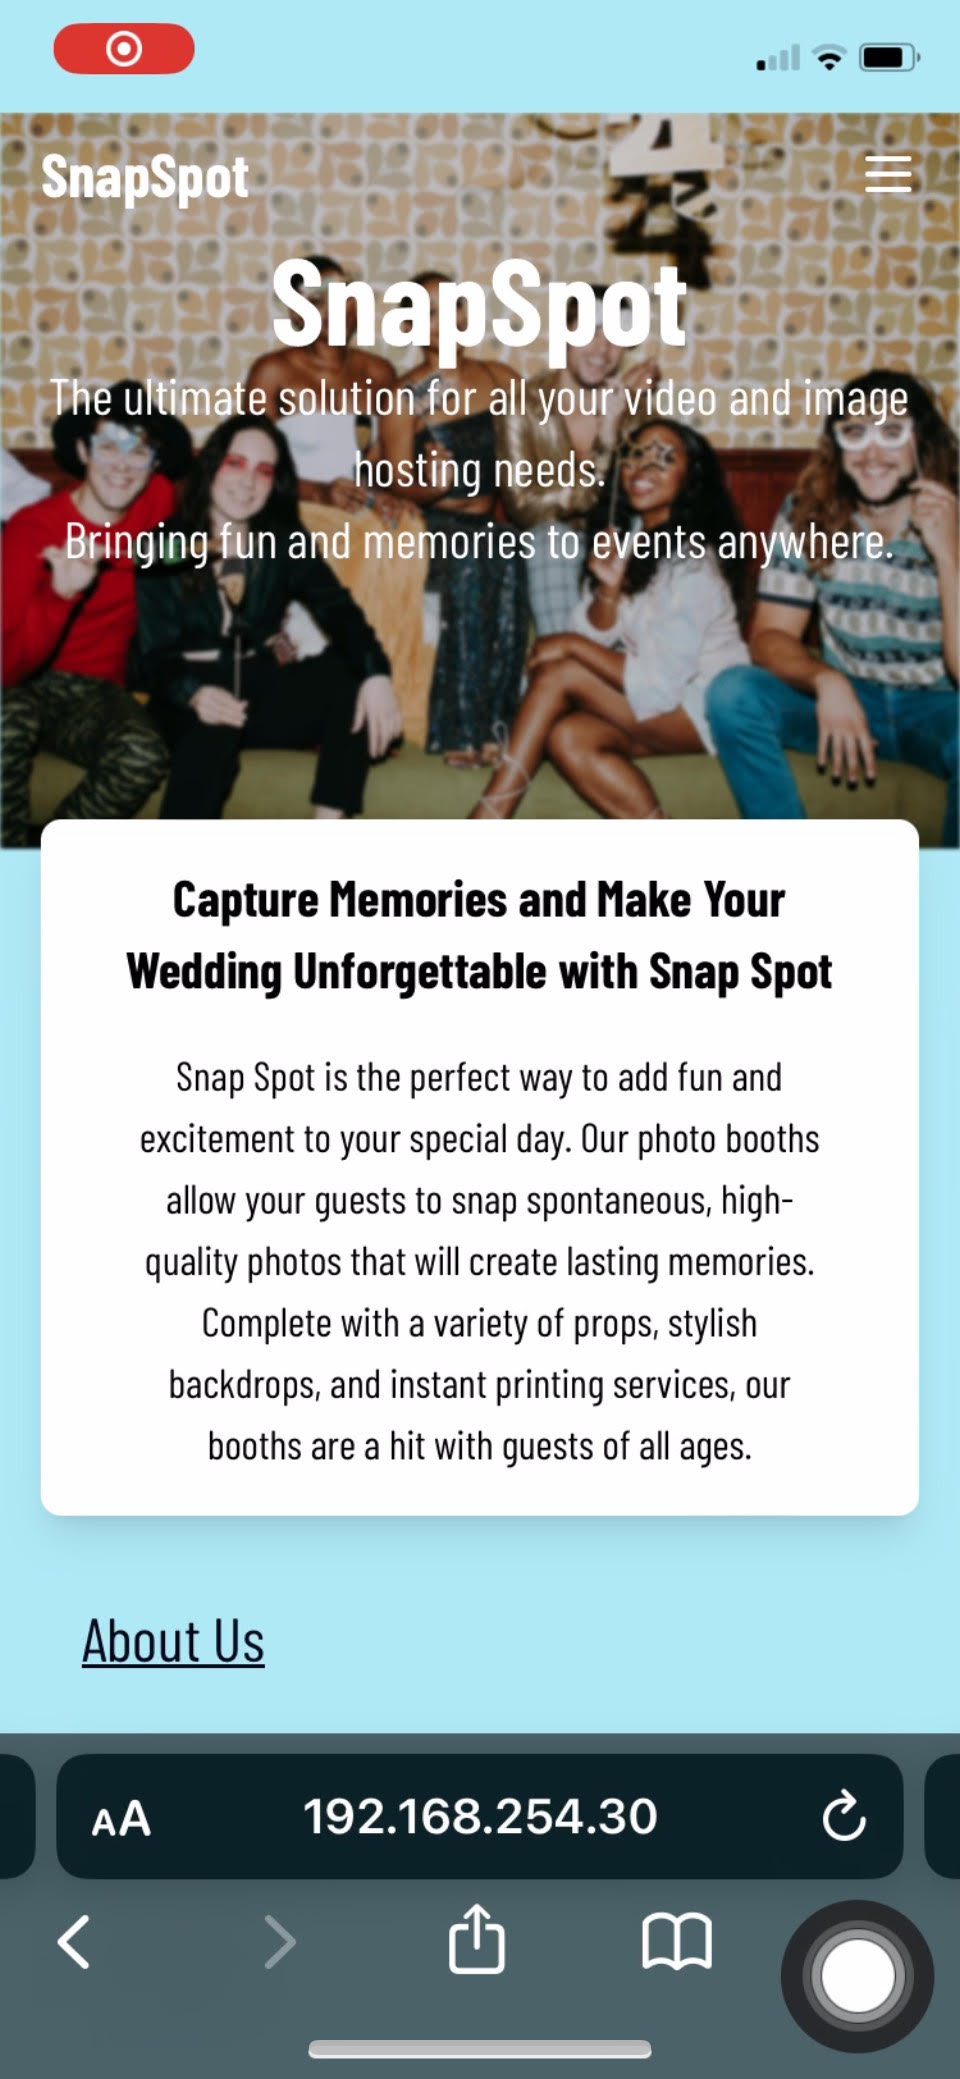 SnapSpot
SnapSpot
The ultimate solution for all your video and image
hosting needs.
Bringing fun and memories to events anywhere.
Capture Memories and Make Your
Wedding Unforgettable with Snap Spot
Snap Spot is the perfect way to add fun and
excitement to your special day. Our photo booths
allow your guests to snap spontaneous, high-
quality photos that will create lasting memories.
Complete with a variety of props, stylish
backdrops, and instant printing services, our
booths are a hit with guests of all ages.
About Us
AA 192.168.254.30